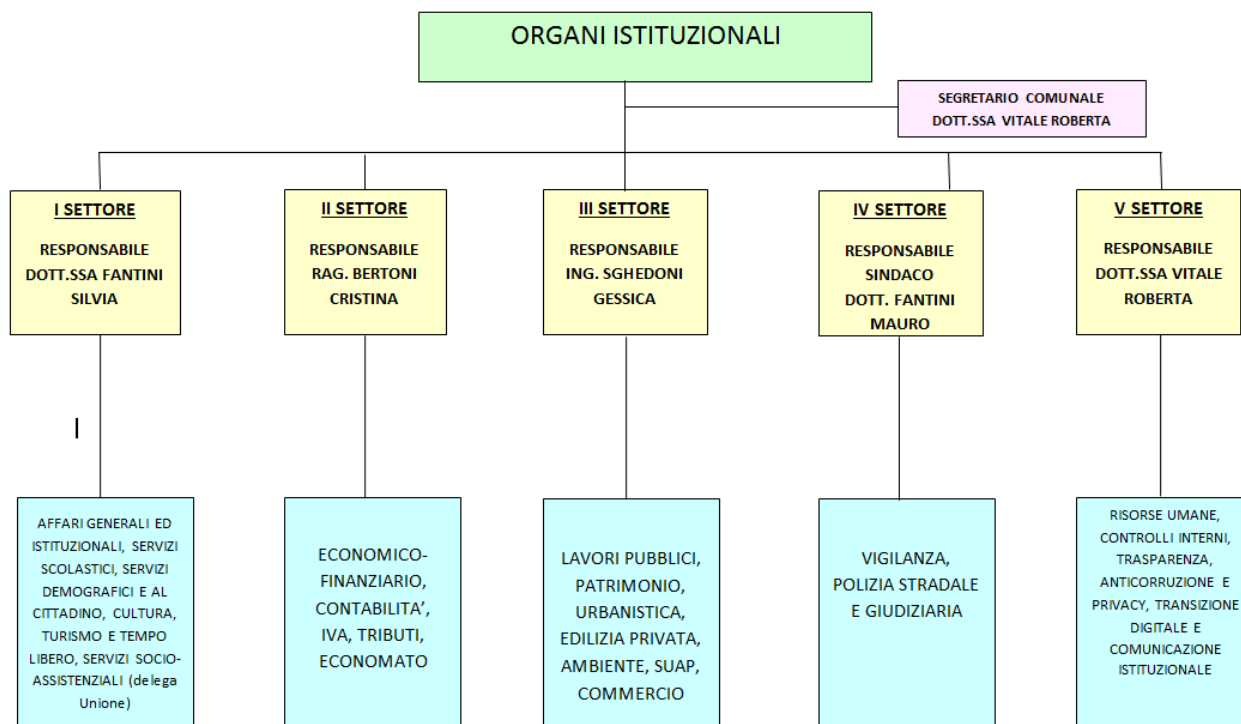 ORGANI ISTITUZIONALI
SEGRETARIO COMUNALE
DOTT.SSA VITALE ROBERTA
I SETTORE
RESPONSABILE
DOTT.SSA FANTINI
SILVIA
II SETTORE
RESPONSABILE
RAG. BERTONI
CRISTINA
III SETTORE
RESPONSABILE
ING. SGHEDONI
GESSICA
IV SETTORE
RESPONSABILE
SINDACO
DOTT. FANTINI
MAURO
V SETTORE
RESPONSABILE
DOTT.SSA VITALE
ROBERTA
AFFARI GENERALI ED
ISTITUZIONALI, SERVIZI
SCOLASTICI, SERVIZI
DEMOGRAFICI E AL
CITTADINO, CULTURA,
TURISMO E TEMPO
LIBERO, SERVIZI SOCIO-
ASSISTENZIALI (delega
Unione)
ECONOMICO-
FINANZIARIO,
CONTABILITA’,
IVA, TRIBUTI,
ECONOMATO
LAVORI PUBBLICI,
PATRIMONIO,
URBANISTICA,
EDILIZIA PRIVATA,
AMBIENTE, SUAP,
COMMERCIO
VIGILANZA,
POLIZIA STRADALE
E GIUDIZIARIA
RISORSE UMANE,
CONTROLLI INTERNI,
TRASPARENZA,
ANTICORRUZIONE E
PRIVACY, TRANSIZIONE
DIGITALE E
COMUNICAZIONE
ISTITUZIONALE